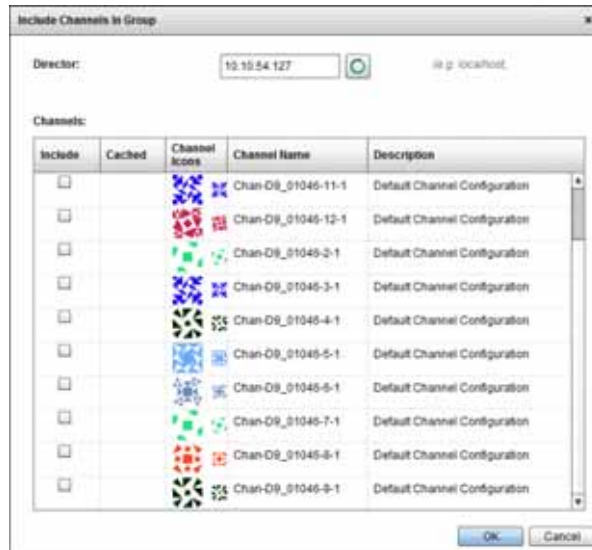 Include Channels In Group
Director: 10.10.54.127 (e.g. localhost,
Channels:
Include Cached Channel Icons Channel Name Description
Chan-D9_01046-11-1 Default Channel Configuration
Chan-D9_01046-12-1 Default Channel Configuration
Chan-D9_01046-2-1 Default Channel Configuration
Chan-D9_01046-3-1 Default Channel Configuration
Chan-D9_01046-4-1 Default Channel Configuration
Chan-D9_01046-5-1 Default Channel Configuration
Chan-D9_01046-6-1 Default Channel Configuration
Chan-D9_01046-7-1 Default Channel Configuration
Chan-D9_01046-8-1 Default Channel Configuration
Chan-D9_01046-9-1 Default Channel Configuration
OK Cancel